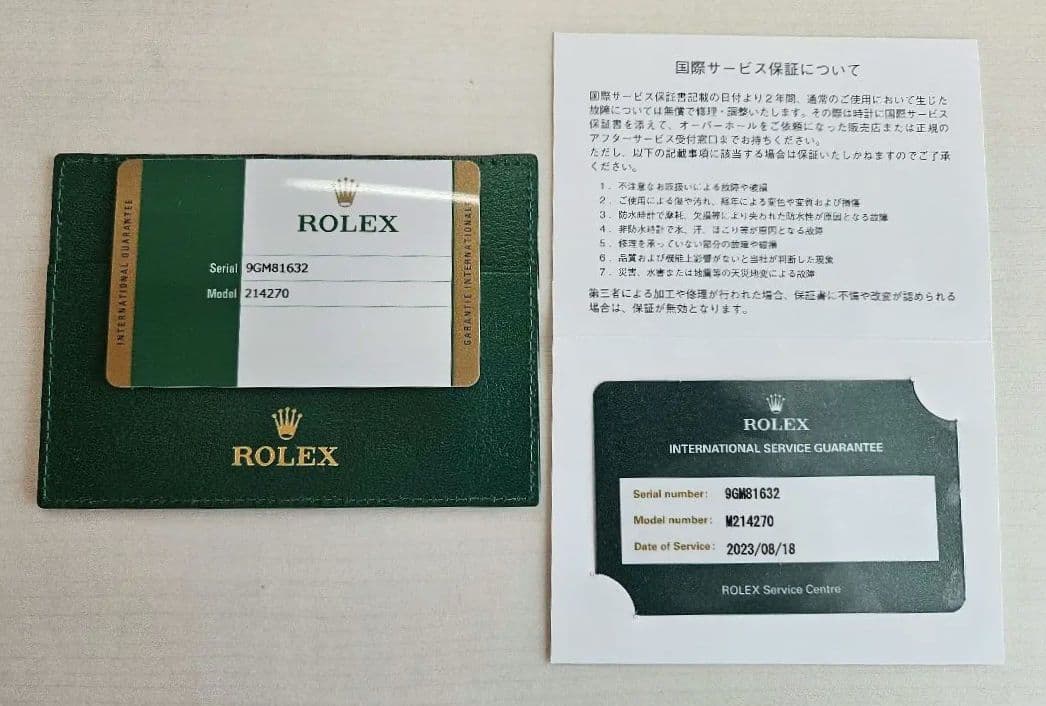 INTERNATIONAL GUARANTEE
ROLEX
Serial 9GM81632
Model 214270
GARANTIE INTERNATIONALE
ROLEX
国際サービス保証について
国際サービス保証書記載の日付より2年間、通常のご使用において生じた
故障については無償で修理・調整いたします。その際は時計に国際サービス
保証書を添えて、オーバーホールをご依頼になった販売店または正規の
アフターサービス受付窓口までお持ちください。
ただし、以下の記載事項に該当する場合は保証いたしかねますのでご了承
ください。
1. 不注意なお取扱いによる故障や破損
2. ご使用による傷や汚れ、経年による変色や変質および損傷
3. 防水時計で摩耗、欠損等により失われた防水性が原因となる故障
4. 非防水時計で水、汗、ほこり等が原因となる故障
5. 修理を承っていない部分の故障や破損
6. 品質および機能上影響がないと当社が判断した現象
7. 災害、水害または地震等の天災地変による故障
第三者による加工や修理が行われた場合、保証書に不備や改変が認められる
場合は、保証が無効となります。
ROLEX
INTERNATIONAL SERVICE GUARANTEE
Serial number: 9GM81632
Model number: M214270
Date of Service: 2023/08/18
ROLEX Service Centre